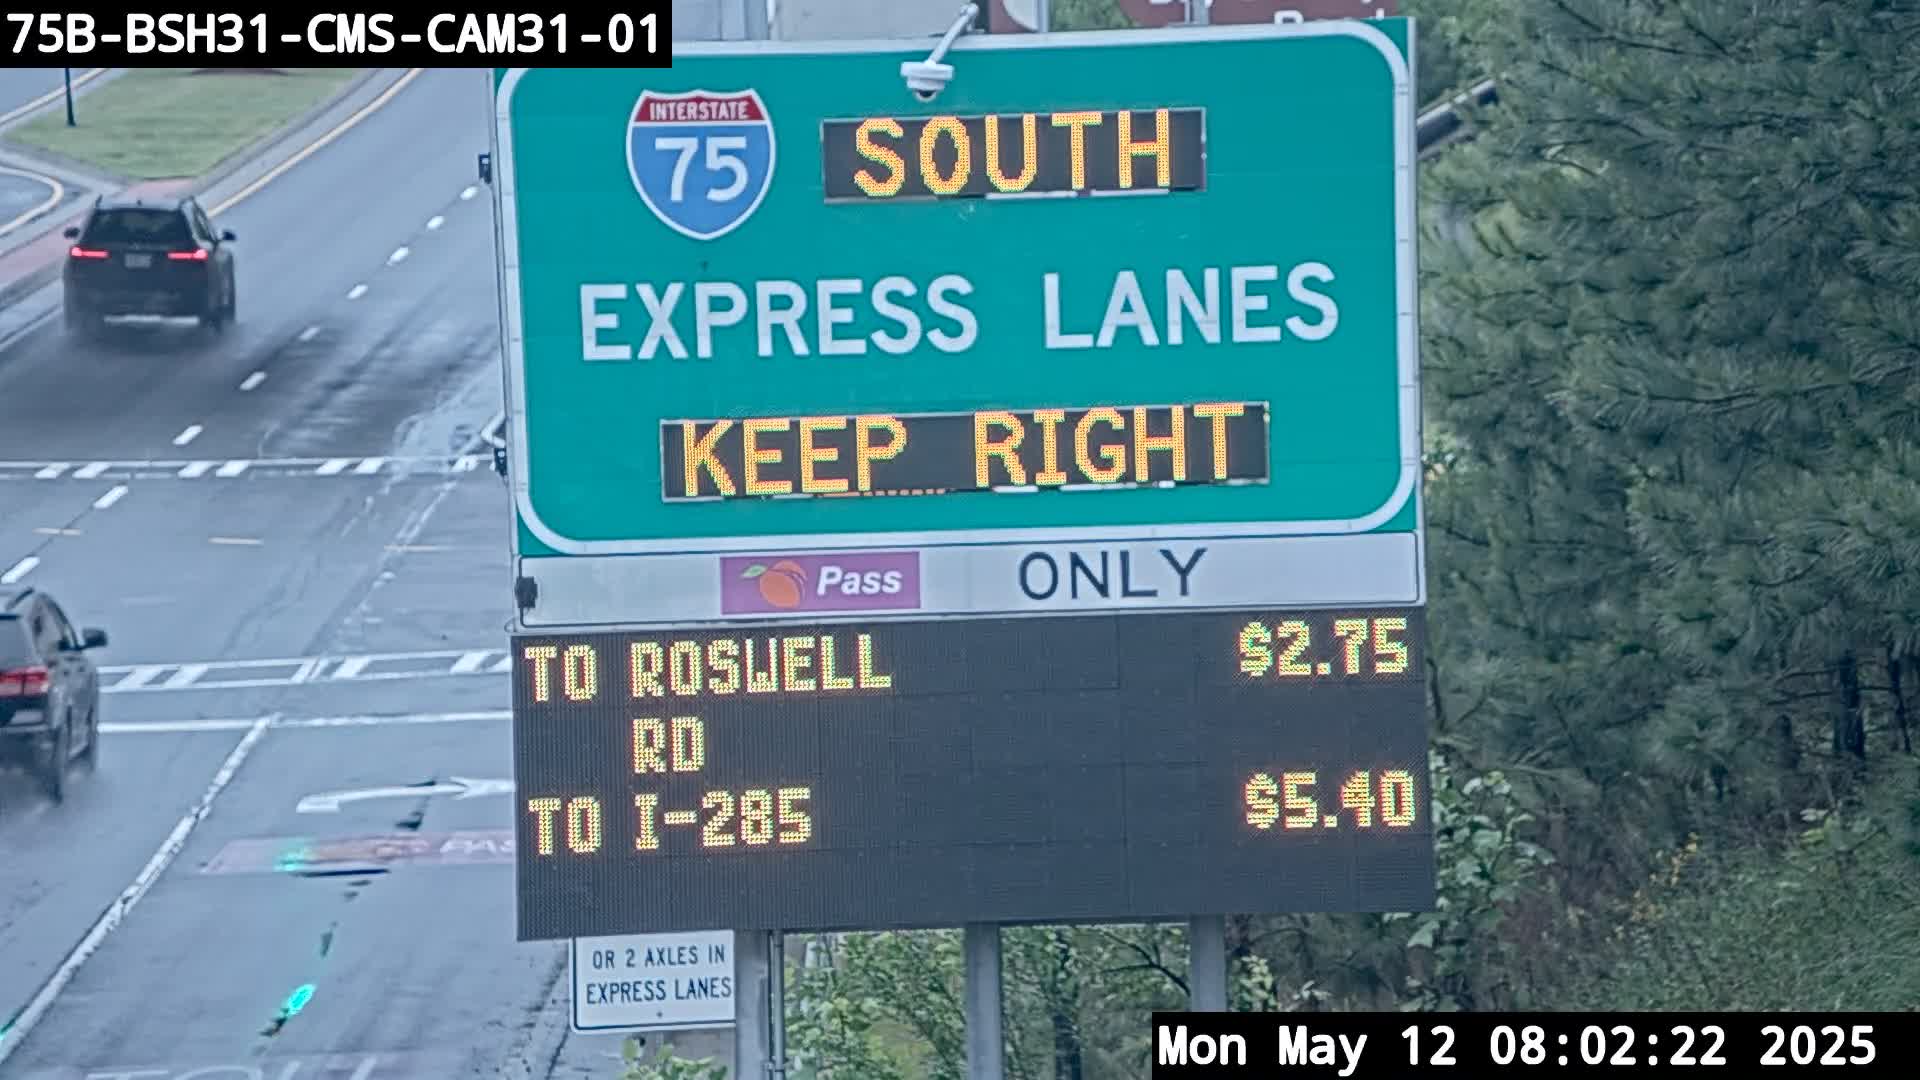 75B-BSH31-CMS-CAM31-01
INTERSTATE
75
SOUTH
EXPRESS LANES
KEEP RIGHT
Pass
ONLY
TO ROSWELL $2.75
RD
TO I-285 $5.40
OR 2 AXLES IN
EXPRESS LANES
Mon May 12 08:02:22 2025